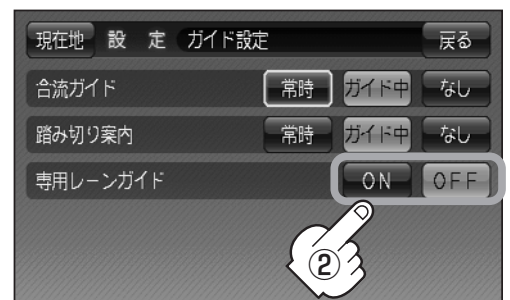 現在地 設 定 ガイド設定 戻る
合流ガイド 常時 ガイド中 なし
踏み切り案内 常時 ガイド中 なし
専用レーンガイド ON OFF
②